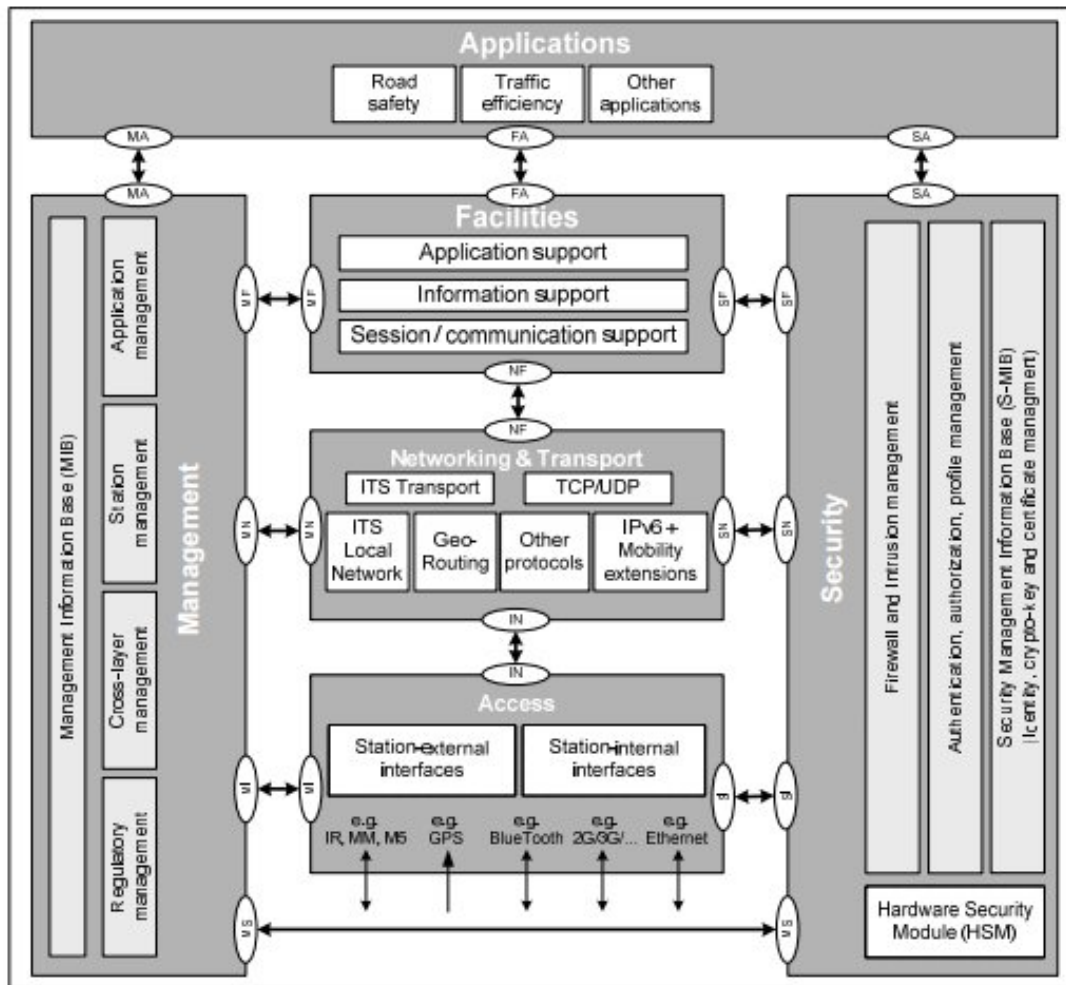 Applications
Road
safety
Traffic
efficiency
Other
applications
MA
FA
SA
MA
FA
SA
Management
Management Information Base (MIB)
Application
management
Station
management
Cross-layer
management
Regulatory
management
Facilities
Application support
Information support
Session / communication support
MF
MF
SF
SF
NF
NF
Networking & Transport
ITS Transport
TCP/UDP
ITS
Local
Network
Geo-
Routing
Other
protocols
IPv6 +
Mobility
extensions
MN
MN
SN
SN
IN
IN
Access
Station-external
interfaces
Station-internal
interfaces
MI
MI
SI
SI
e.g.
IR, MM, M5
e.g.
GPS
e.g.
BlueTooth
e.g.
2G/3G/...
e.g.
Ethernet
MS
MS
Security
Firewall and Intrusion management
Authentication, authorization, profile management
Security Management Information Base (S-MIB)
(Identity, crypto-key and certificate managment)
Hardware Security
Module (HSM)